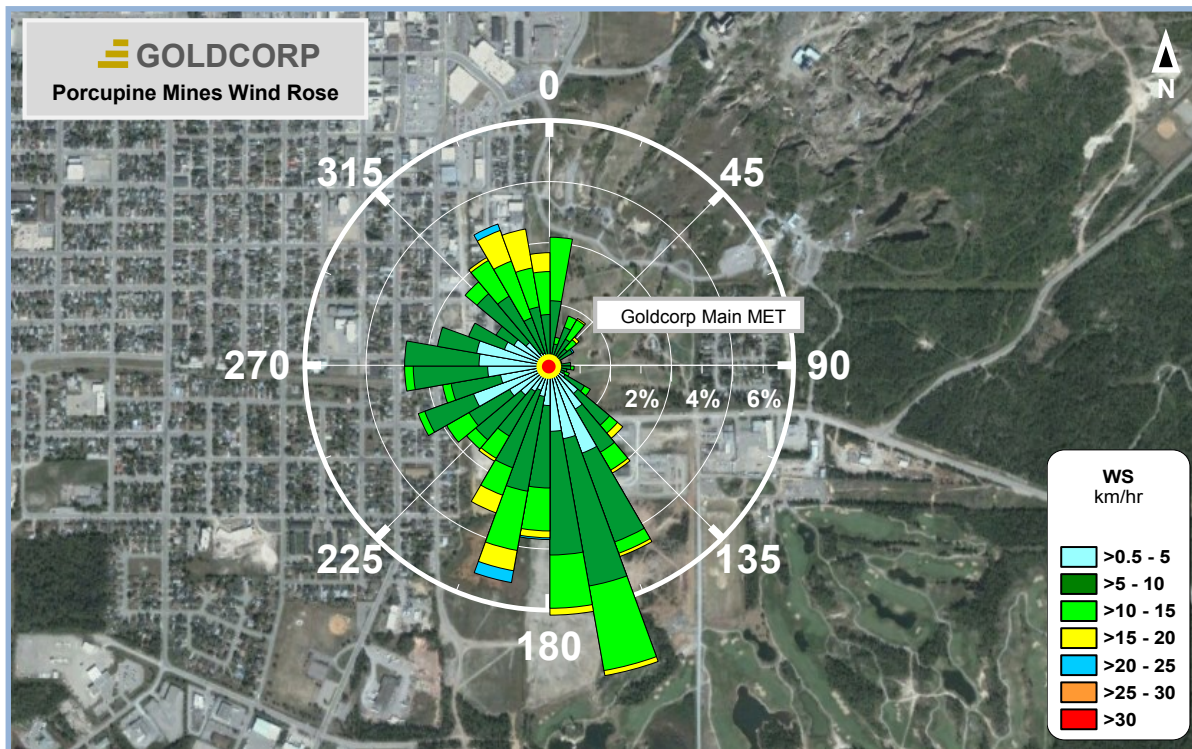 GOLDCORP
Porcupine Mines Wind Rose
N
0
315
45
Goldcorp Main MET
270
90
2%
4%
6%
225
135
180
WS
km/hr
>0.5 - 5
>5 - 10
>10 - 15
>15 - 20
>20 - 25
>25 - 30
>30